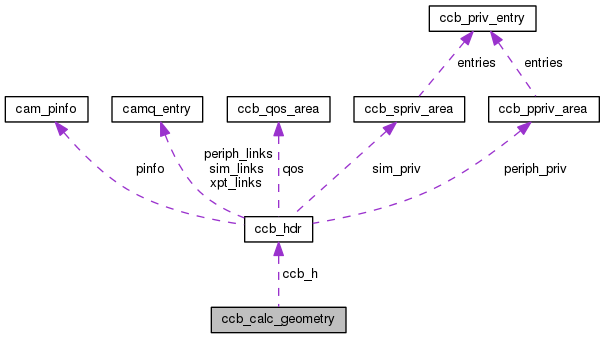 ccb_priv_entry
entries
entries
cam_pinfo
camq_entry
ccb_qos_area
ccb_spriv_area
ccb_ppriv_area
pinfo
periph_links
sim_links
xpt_links
qos
sim_priv
periph_priv
ccb_hdr
ccb_h
ccb_calc_geometry